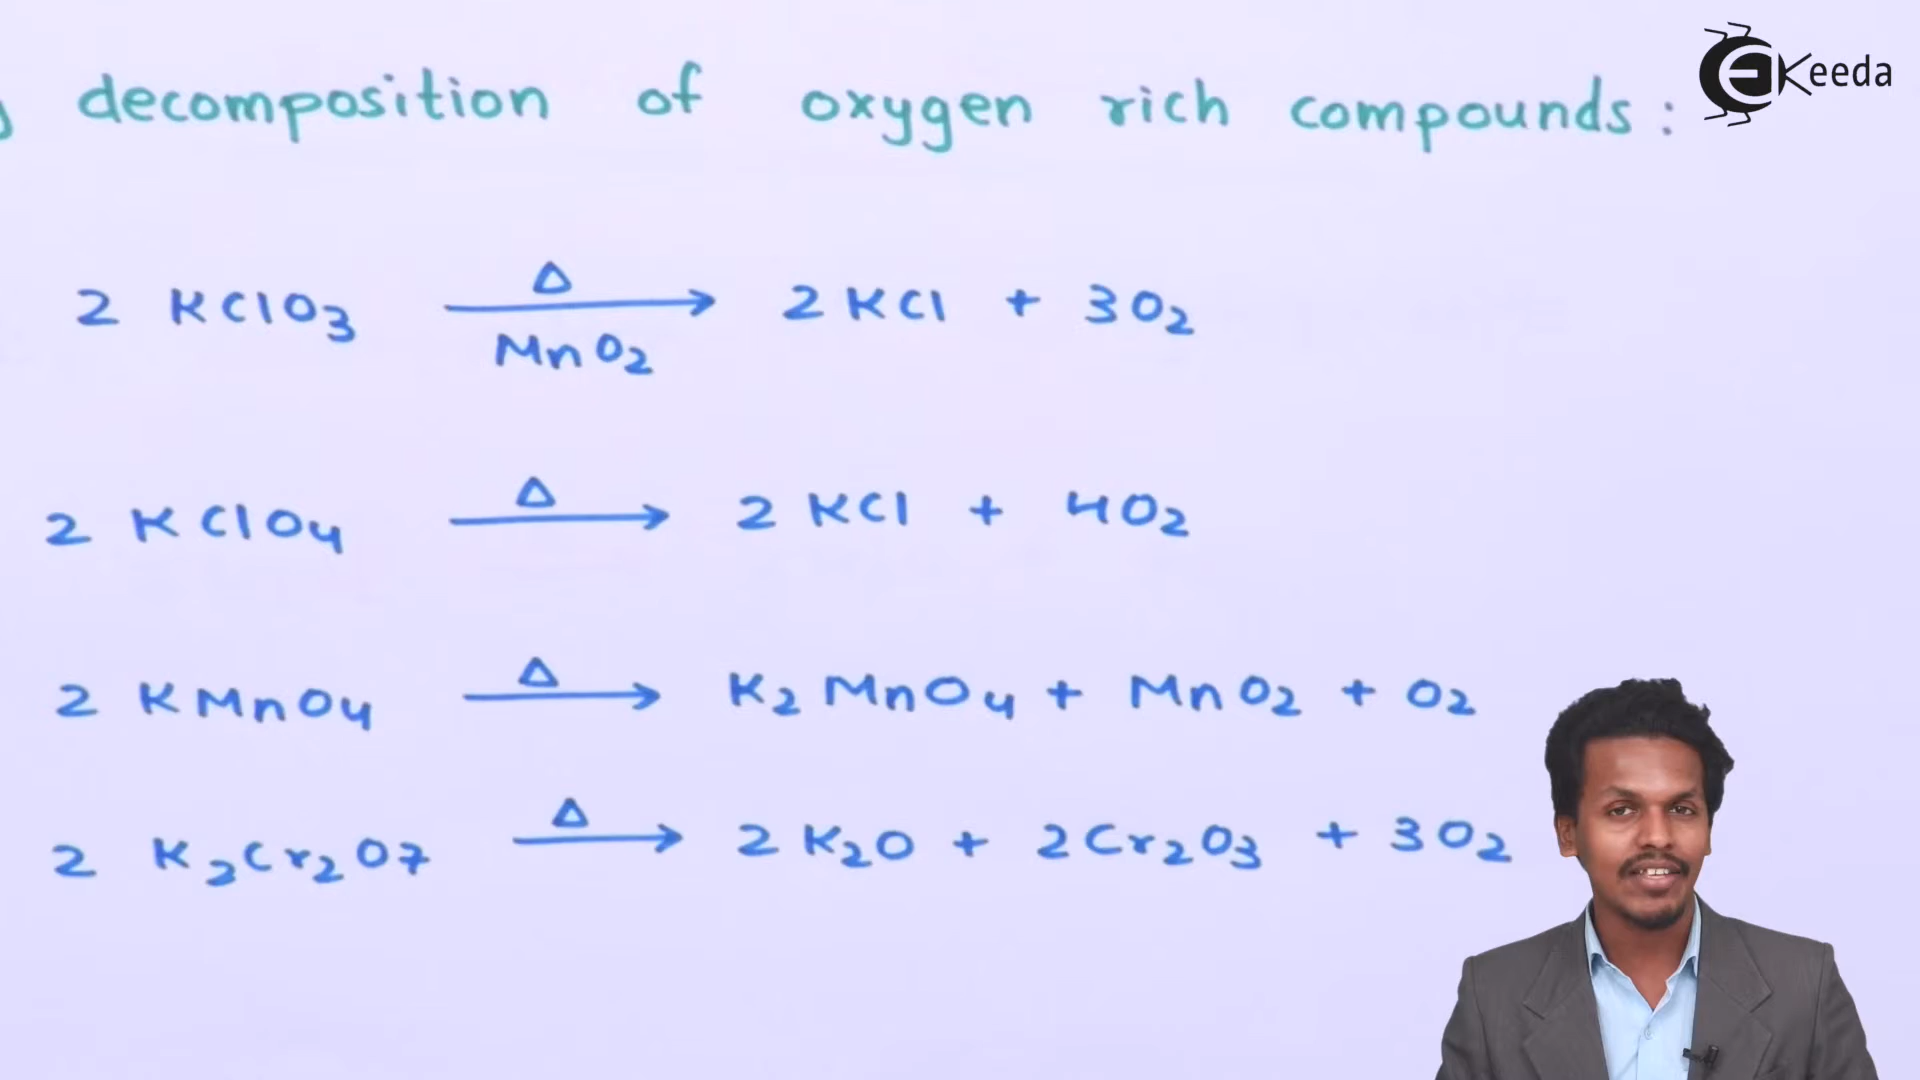 decomposition of oxygen rich compounds:
EKeeda
2 KClO3 Δ→ MnO2 2KCl + 3O2
2 KClO4 Δ→ 2 KCl + 4O2
2 KMnO4 Δ→ K2MnO4 + MnO2 + O2
2 K2Cr2O7 Δ→ 2K2O + 2Cr2O3 + 3O2